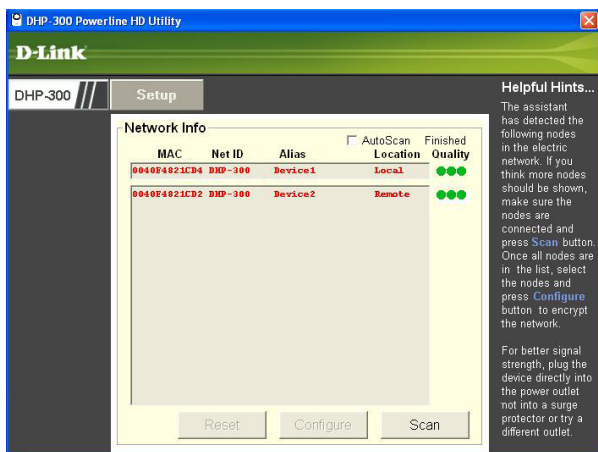 DHP-300 Powerline HD Utility
D-Link
DHP-300
Setup
Network Info
AutoScan Finished
MAC Net ID Alias Location Quality
0040F4821CD4 DHP-300 Device1 Local
0040F4821CD2 DHP-300 Device2 Remote
Reset Configure Scan
Helpful Hints...
The assistant
has detected the
following nodes
in the electric
network. If you
think more nodes
should be shown,
make sure the
nodes are
connected and
press Scan button.
Once all nodes are
in the list, select
the nodes and
press Configure
button to encrypt
the network.
For better signal
strength, plug the
device directly into
the power outlet
not into a surge
protector or try a
different outlet.